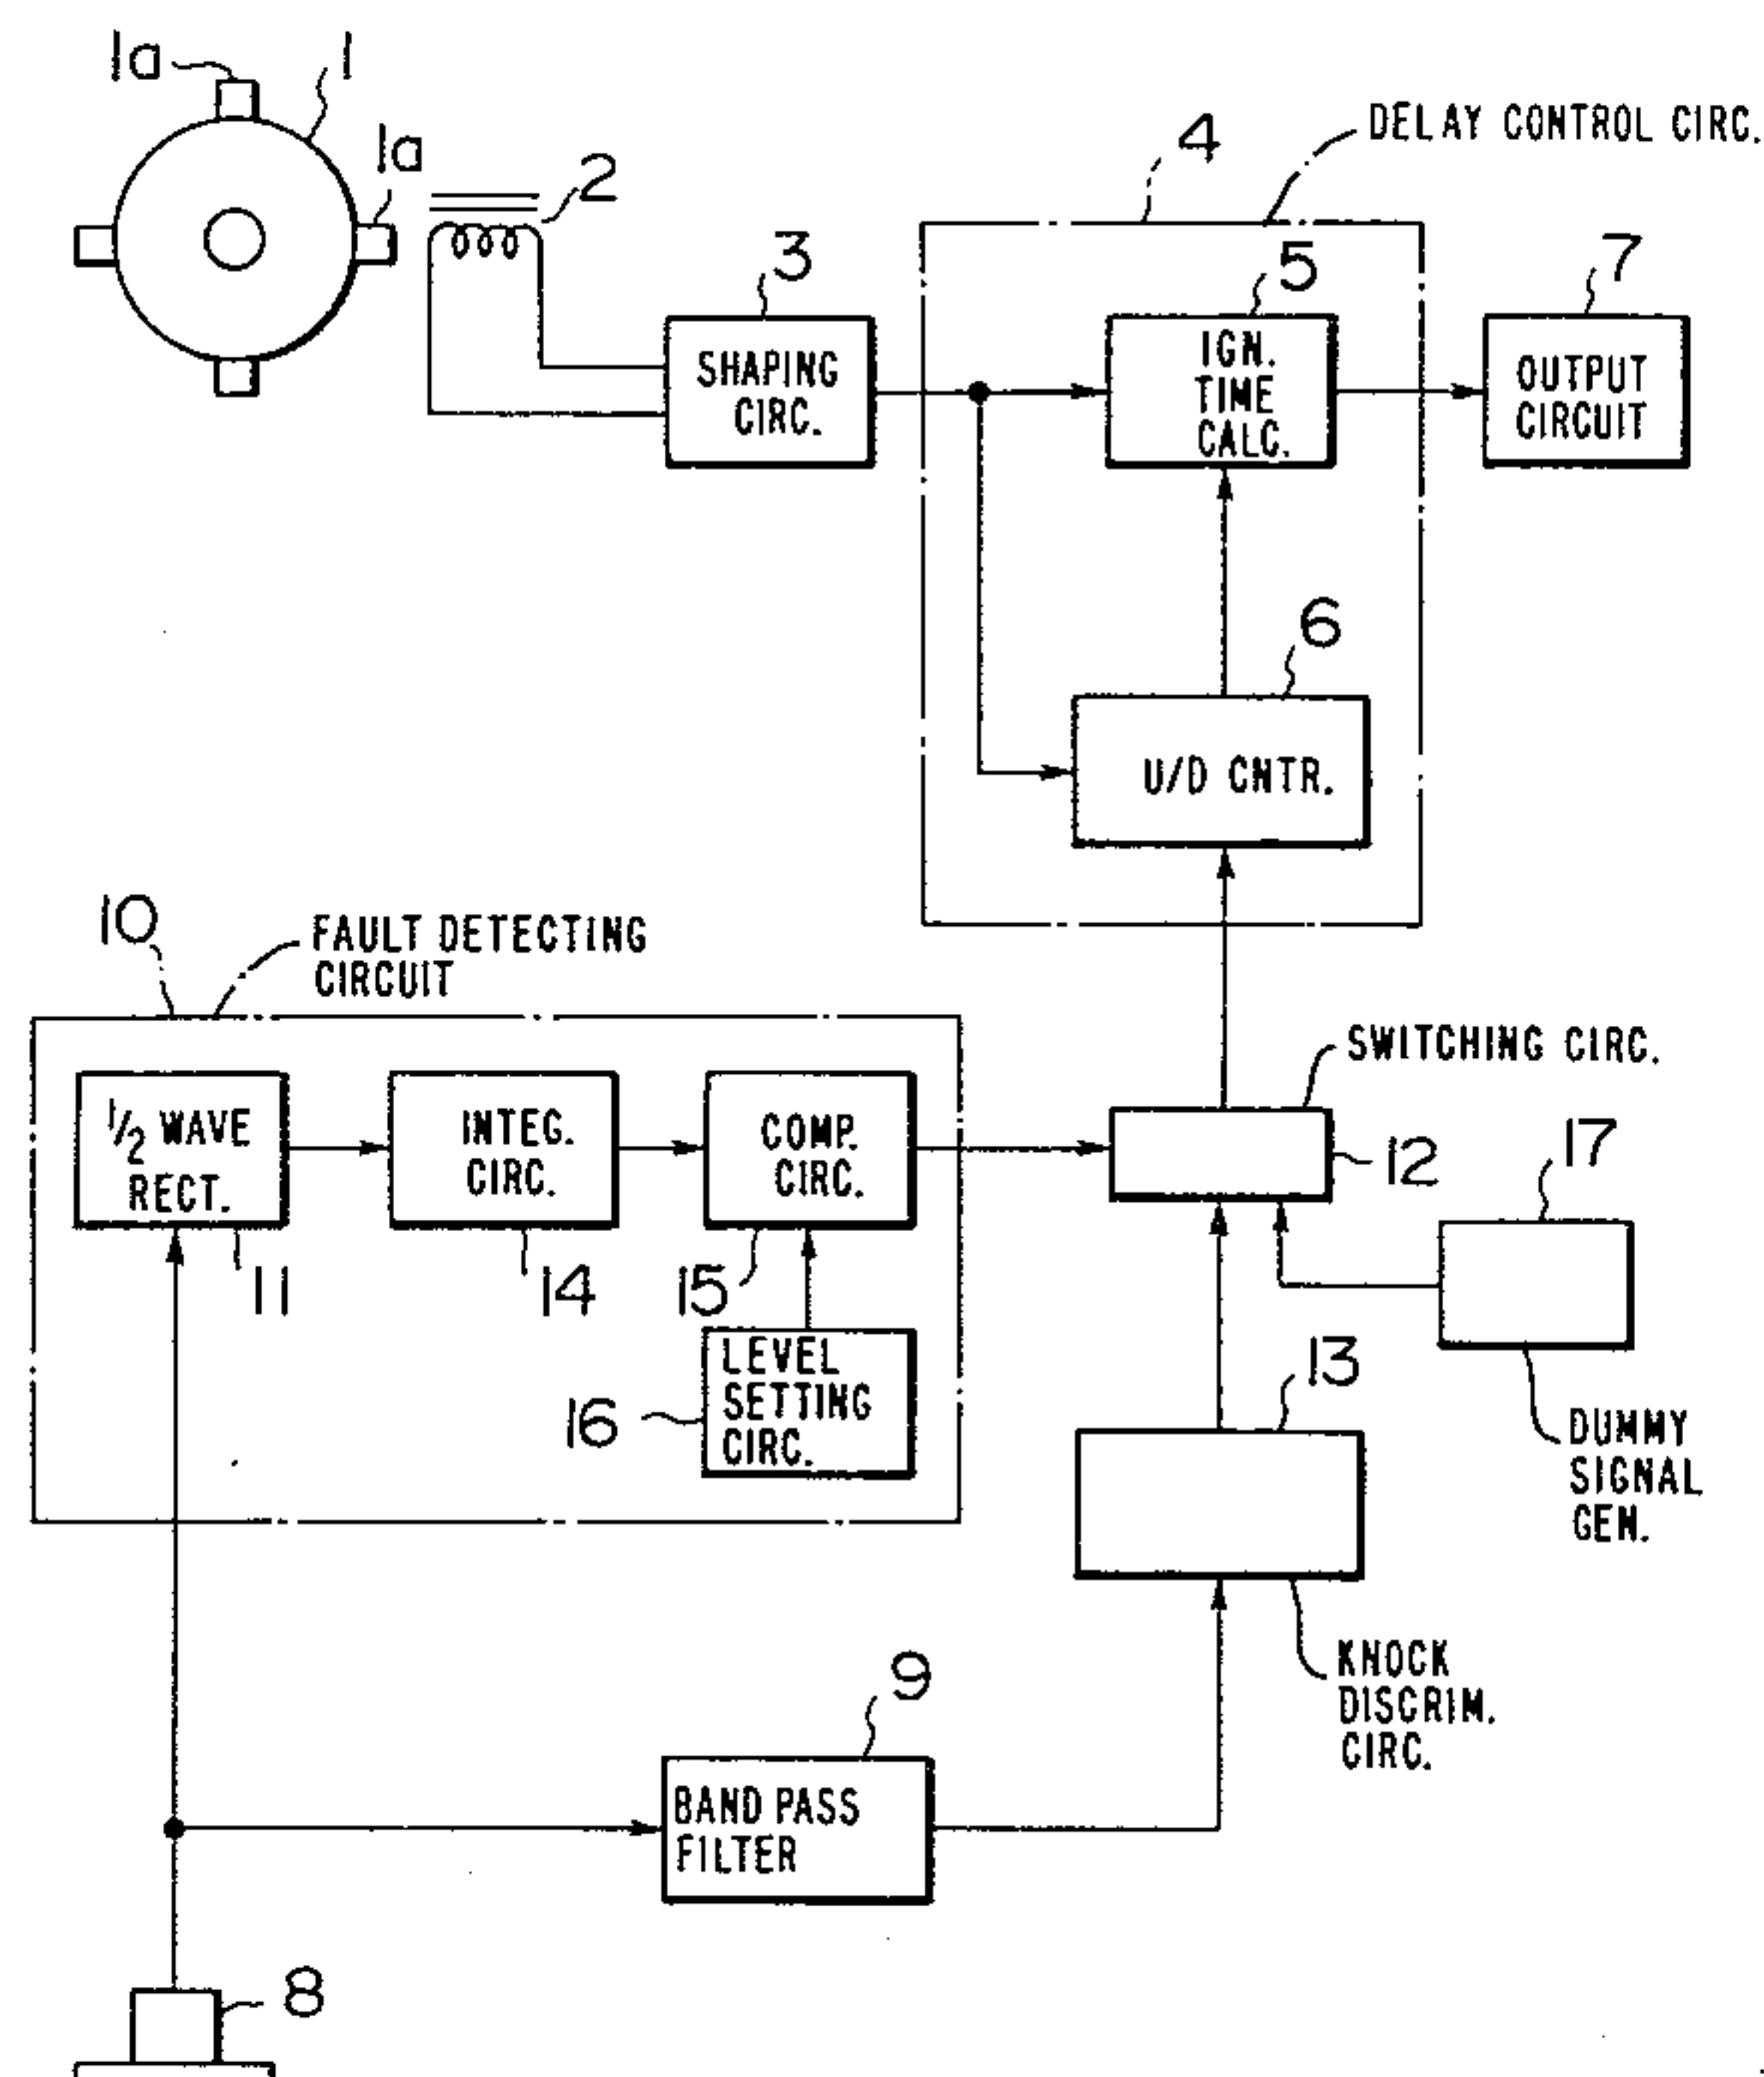 1a
1
1a
2
3
SHAPING
CIRC.
4
DELAY CONTROL CIRC.
5
IGN.
TIME
CALC.
7
OUTPUT
CIRCUIT
6
U/D CNTR.
10
FAULT DETECTING
CIRCUIT
1/2 WAVE
RECT.
11
INTEG.
CIRC.
14
COMP.
CIRC.
15
LEVEL
SETTING
CIRC.
16
SWITCHING CIRC.
12
17
DUMMY
SIGNAL
GEN.
13
KNOCK
DISCRIM.
CIRC.
9
BAND PASS
FILTER
8